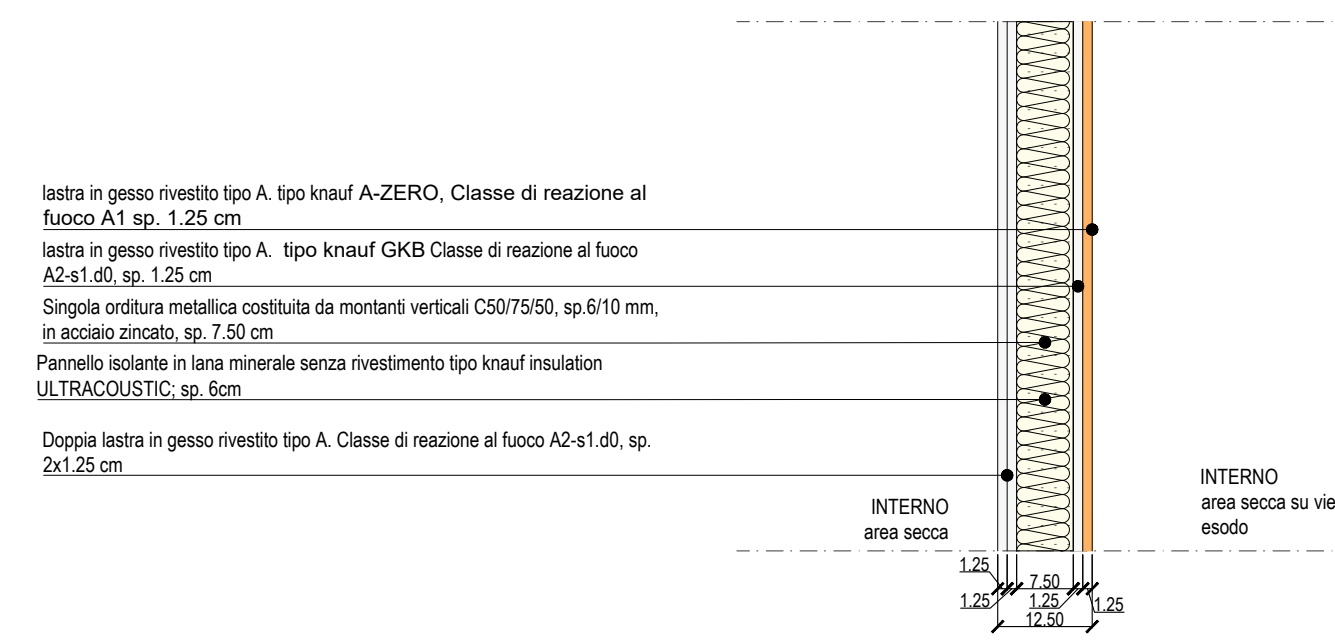 lastra in gesso rivestito tipo A. tipo knauf A-ZERO, Classe di reazione al
fuoco A1 sp. 1.25 cm
lastra in gesso rivestito tipo A. tipo knauf GKB Classe di reazione al fuoco
A2-s1.d0, sp. 1.25 cm
Singola orditura metallica costituita da montanti verticali C50/75/50, sp.6/10 mm,
in acciaio zincato, sp. 7.50 cm
Pannello isolante in lana minerale senza rivestimento tipo knauf insulation
ULTRACOUSTIC; sp. 6cm
Doppia lastra in gesso rivestito tipo A. Classe di reazione al fuoco A2-s1.d0, sp.
2x1.25 cm
INTERNO
area secca
INTERNO
area secca su vie
esodo
1.25
7.50
1.25
1.25
1.25
12.50